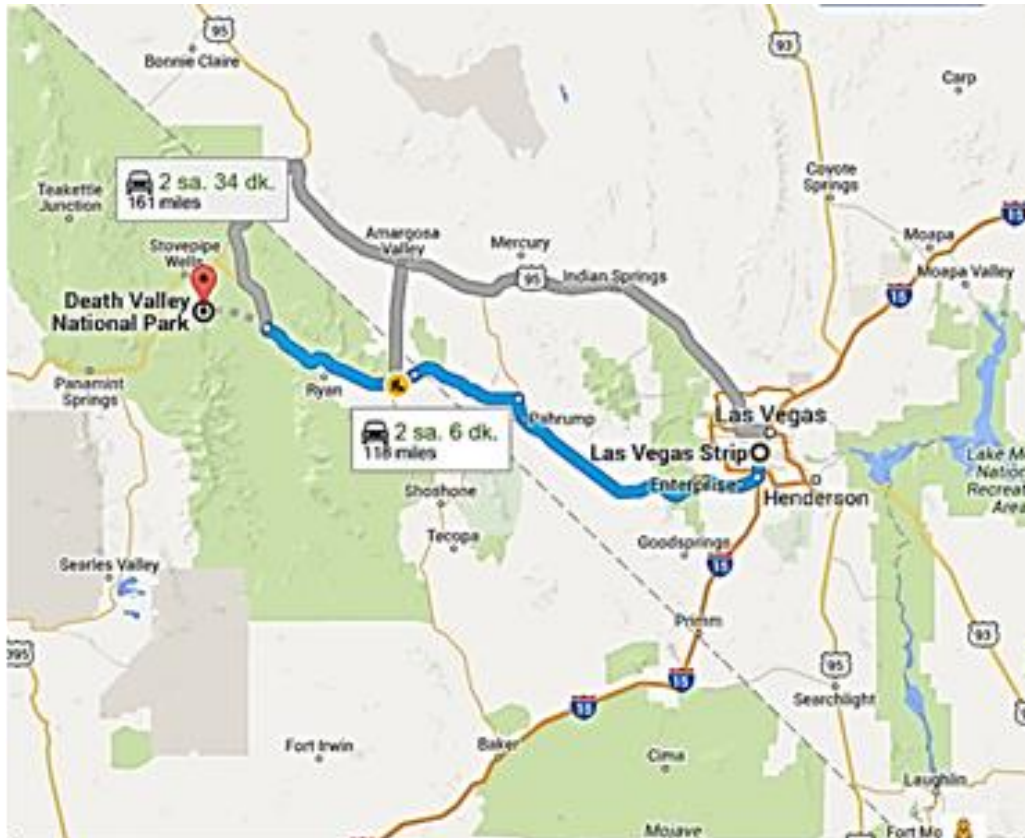 95
Bonnie Claire
93
Carp
2 sa. 34 dk.
161 miles
Teakettle
Junction
Coyote
Springs
15
Amargosa
Valley
Mercury
Moapa
Stovepipe
Wells
95
Indian Springs
Moapa Valley
15
Death Valley
National Park
Panamint
Springs
Ryan
Pahrump
Las Vegas
2 sa. 6 dk.
118 miles
Las Vegas Strip
Enterprise
Henderson
Shoshone
Tecopa
Goodsprings
15
Searles Valley
Primm
93
395
15
95
Searchlight
15
Fort Irwin
Baker
Cima
Laughlin
15
Mojave